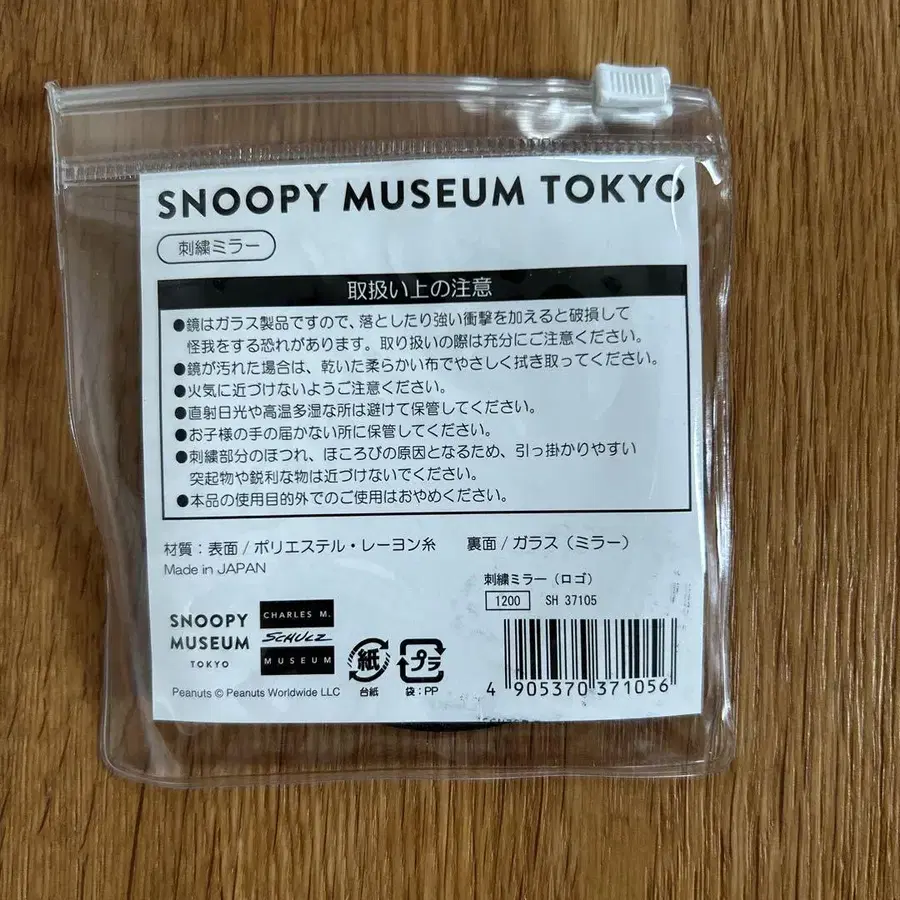 SNOOPY MUSEUM TOKYO
刺繍ミラー
取扱い上の注意
●鏡はガラス製品ですので、落としたり強い衝撃を加えると破損して
怪我をする恐れがあります。取り扱いの際は充分にご注意ください。
●鏡が汚れた場合は、乾いた柔らかい布でやさしく拭き取ってください。
●火気に近づけないようご注意ください。
●直射日光や高温多湿な所は避けて保管してください。
●お子様の手の届かない所に保管してください。
●刺繍部分のほつれ、ほころびの原因となるため、引っ掛かりやすい
突起物や鋭利な物は近づけないでください。
●本品の使用目的外でのご使用はおやめください。
材質：表面/ポリエステル・レーヨン糸　裏面/ガラス（ミラー）
Made in JAPAN
刺繍ミラー（ロゴ）
1200 SH 37105
SNOOPY
MUSEUM
TOKYO
CHARLES M.
SCHULZ
MUSEUM
紙
台紙
プラ
袋：PP
4 905370 371056
Peanuts © Peanuts Worldwide LLC